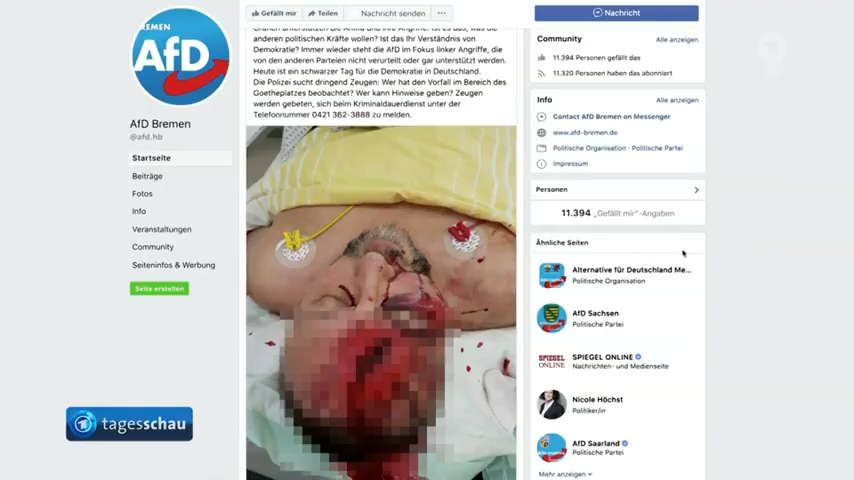 BREMEN
AfD
AfD Bremen
@afd.hb
Startseite
Beiträge
Fotos
Info
Veranstaltungen
Community
Seiteninfos & Werbung
Seite erstellen
tagesschau
Gefällt mir
Teilen
Nachricht senden
anderen politischen Kräfte wollen? Ist das Ihr Verständnis von
Demokratie? Immer wieder steht die AfD im Fokus linker Angriffe, die
von den anderen Parteien nicht verurteilt oder gar unterstützt werden.
Heute ist ein schwarzer Tag für die Demokratie in Deutschland.
Die Polizei sucht dringend Zeugen: Wer hat den Vorfall im Bereich des
Goetheplatzes beobachtet? Wer kann Hinweise geben? Zeugen
werden gebeten, sich beim Kriminaldauerdienst unter der
Telefonnummer 0421 362-3888 zu melden.
Nachricht
Community
Alle anzeigen
11.394 Personen gefällt das
11.320 Personen haben das abonniert
Info
Alle anzeigen
Contact AfD Bremen on Messenger
www.afd-bremen.de
Politische Organisation · Politische Partei
Impressum
Personen
11.394 „Gefällt mir"-Angaben
Ähnliche Seiten
Alternative für Deutschland Me...
Politische Organisation
AfD Sachsen
Politische Partei
SPIEGEL ONLINE
SPIEGEL ONLINE
Nachrichten- und Medienseite
Nicole Höchst
Politiker/in
AfD Saarland
Politische Partei
Mehr anzeigen